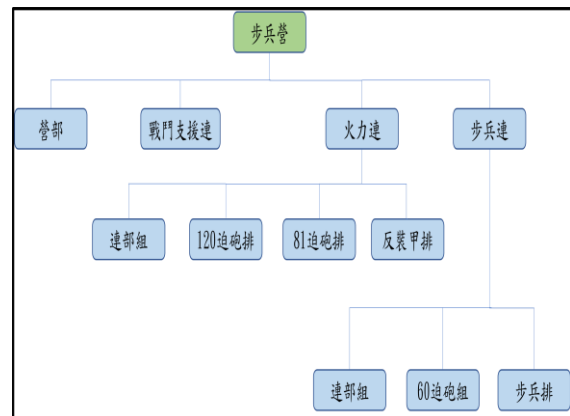 步兵營
營部
戰鬥支援連
火力連
步兵連
連部組
120迫砲排
81迫砲排
反裝甲排
連部組
60迫砲組
步兵排